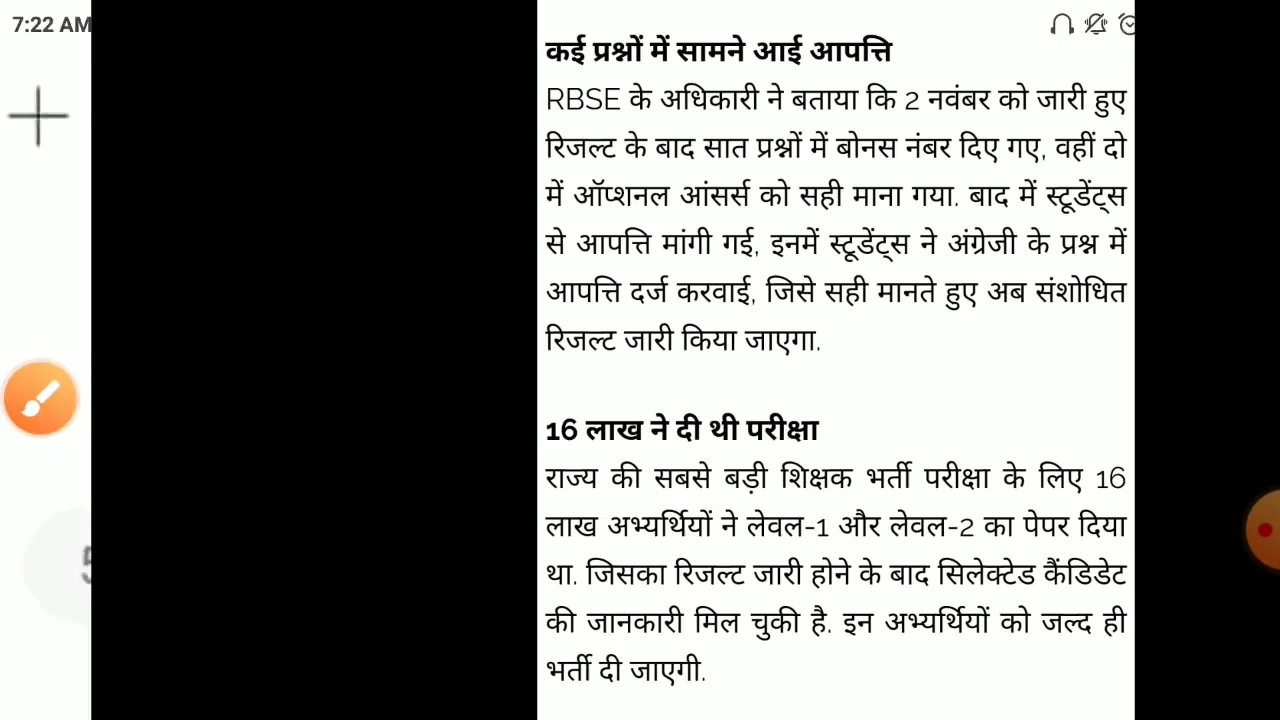 7:22 AM
कई प्रश्नों में सामने आई आपत्ति
RBSE के अधिकारी ने बताया कि 2 नवंबर को जारी हुए
रिजल्ट के बाद सात प्रश्नों में बोनस नंबर दिए गए, वहीं दो
में ऑप्शनल आंसर्स को सही माना गया. बाद में स्टूडेंट्स
से आपत्ति मांगी गई, इनमें स्टूडेंट्स ने अंग्रेजी के प्रश्न में
आपत्ति दर्ज करवाई, जिसे सही मानते हुए अब संशोधित
रिजल्ट जारी किया जाएगा.
16 लाख ने दी थी परीक्षा
राज्य की सबसे बड़ी शिक्षक भर्ती परीक्षा के लिए 16
लाख अभ्यर्थियों ने लेवल-1 और लेवल-2 का पेपर दिया
था. जिसका रिजल्ट जारी होने के बाद सिलेक्टेड कैंडिडेट
की जानकारी मिल चुकी है. इन अभ्यर्थियों को जल्द ही
भर्ती दी जाएगी.